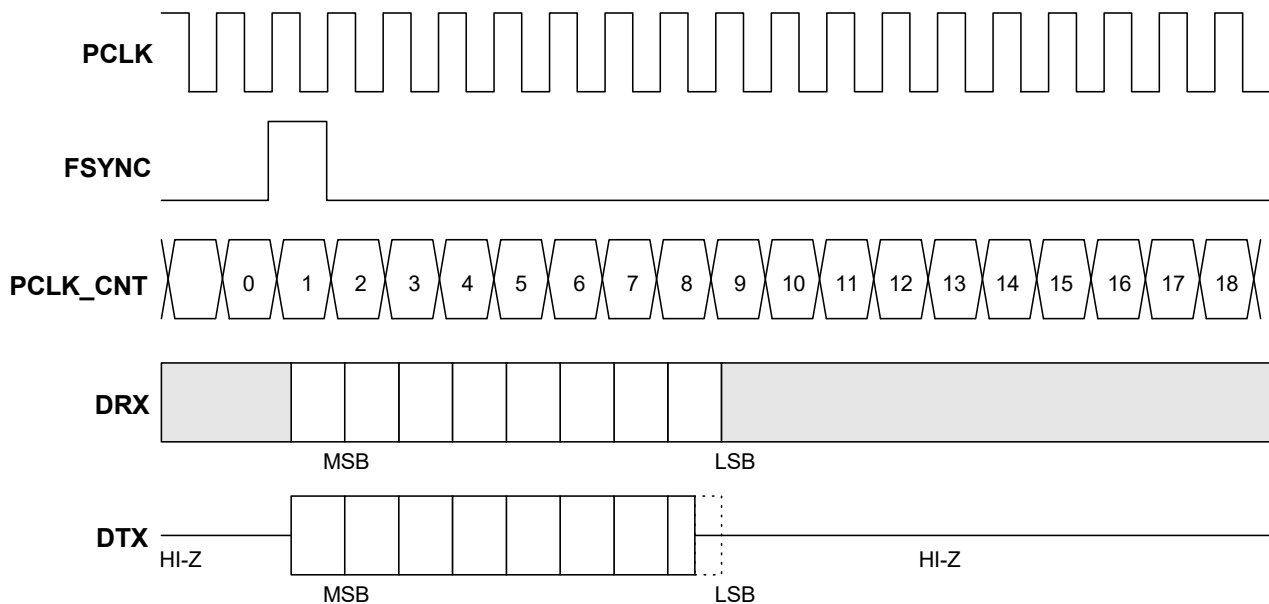 PCLK
FSYNC
PCLK_CNT 0 1 2 3 4 5 6 7 8 9 10 11 12 13 14 15 16 17 18
DRX
MSB LSB
DTX
HI-Z HI-Z
MSB LSB